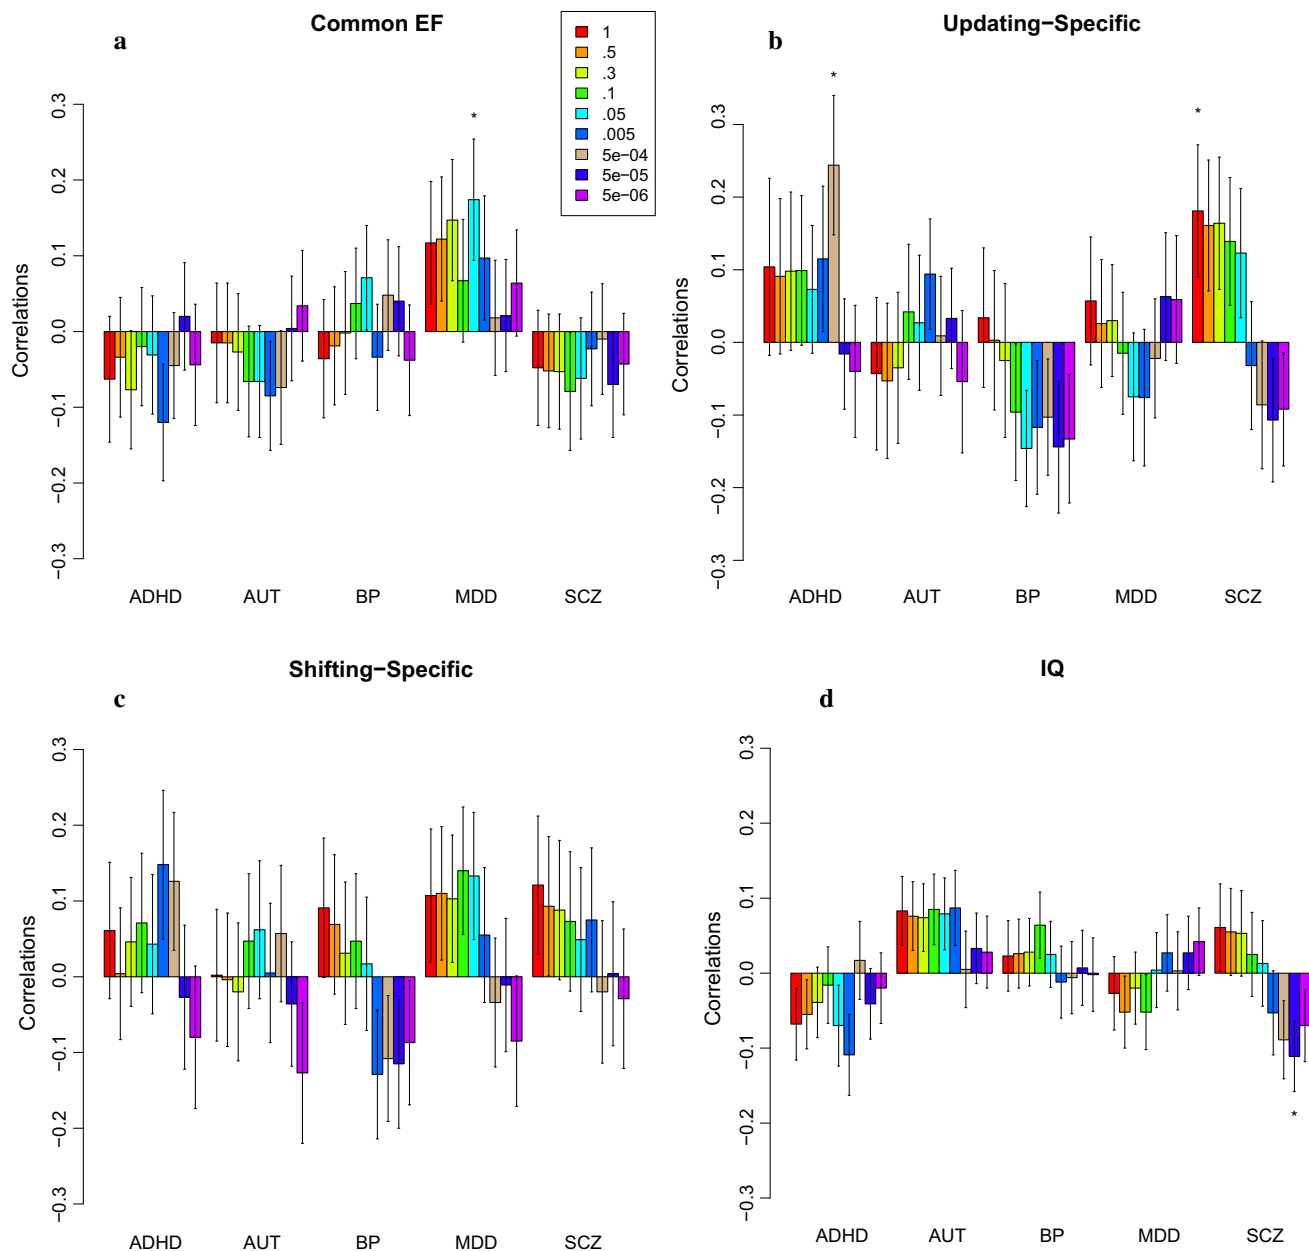 a
Common EF
1
.5
.3
.1
.05
.005
5e−04
5e−05
5e−06
Correlations
0.3
0.2
0.1
0.0
−0.1
−0.2
−0.3
*
ADHD AUT BP MDD SCZ
b
Updating−Specific
Correlations
0.3
0.2
0.1
0.0
−0.1
−0.2
−0.3
*
*
ADHD AUT BP MDD SCZ
c
Shifting−Specific
Correlations
0.3
0.2
0.1
0.0
−0.1
−0.2
−0.3
ADHD AUT BP MDD SCZ
d
IQ
Correlations
0.3
0.2
0.1
0.0
−0.1
−0.2
−0.3
*
ADHD AUT BP MDD SCZ